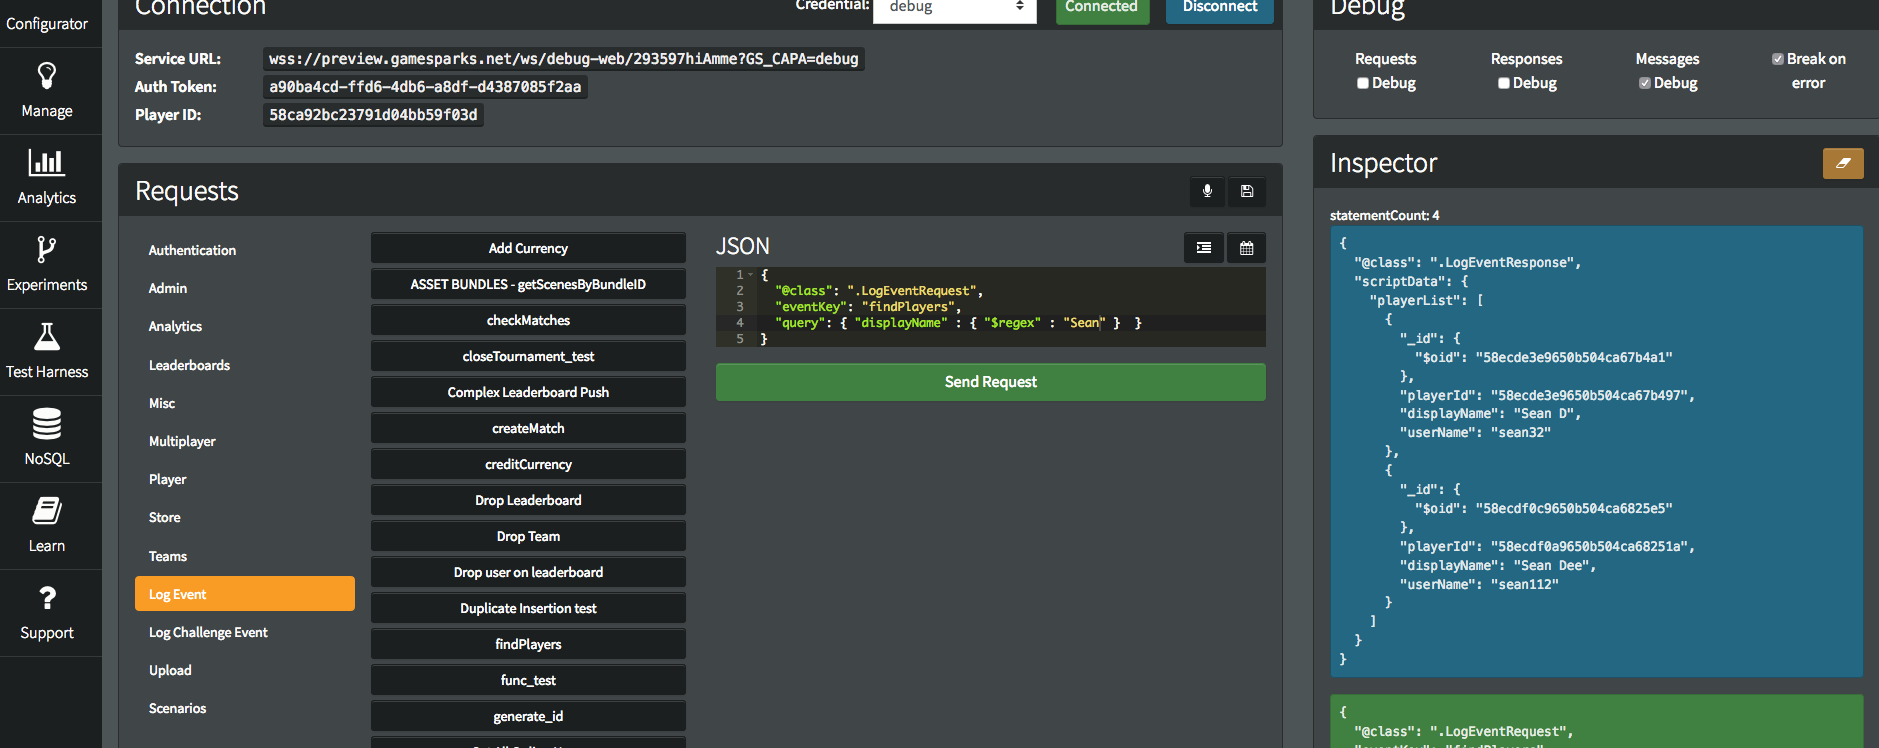 Configurator
Manage
Analytics
Experiments
Test Harness
NoSQL
Learn
Support
Connection
Credential:
debug
Connected
Disconnect
Service URL:
wss://preview.gamesparks.net/ws/debug-web/293597hiAmme?GS_CAPA=debug
Auth Token:
a90ba4cd-ffd6-4db6-a8df-d4387085f2aa
Player ID:
58ca92bc23791d04bb59f03d
Requests
Authentication
Admin
Analytics
Leaderboards
Misc
Multiplayer
Player
Store
Teams
Log Event
Log Challenge Event
Upload
Scenarios
Add Currency
ASSET BUNDLES - getScenesByBundleID
checkMatches
closeTournament_test
Complex Leaderboard Push
createMatch
creditCurrency
Drop Leaderboard
Drop Team
Drop user on leaderboard
Duplicate Insertion test
findPlayers
func_test
generate_id
JSON
1 {
2 "@class": ".LogEventRequest",
3 "eventKey": "findPlayers",
4 "query": { "displayName" : { "$regex" : "Sean" } }
5 }
Send Request
Debug
Requests
Debug
Responses
Debug
Messages
Debug
Break on
error
Inspector
statementCount: 4
{
"@class": ".LogEventResponse",
"scriptData": {
"playerList": [
{
"_id": {
"$oid": "58ecde3e9650b504ca67b4a1"
},
"playerId": "58ecde3e9650b504ca67b497",
"displayName": "Sean D",
"userName": "sean32"
},
{
"_id": {
"$oid": "58ecdf0c9650b504ca6825e5"
},
"playerId": "58ecdf0a9650b504ca68251a",
"displayName": "Sean Dee",
"userName": "sean112"
}
]
}
}
{
"@class": ".LogEventRequest",